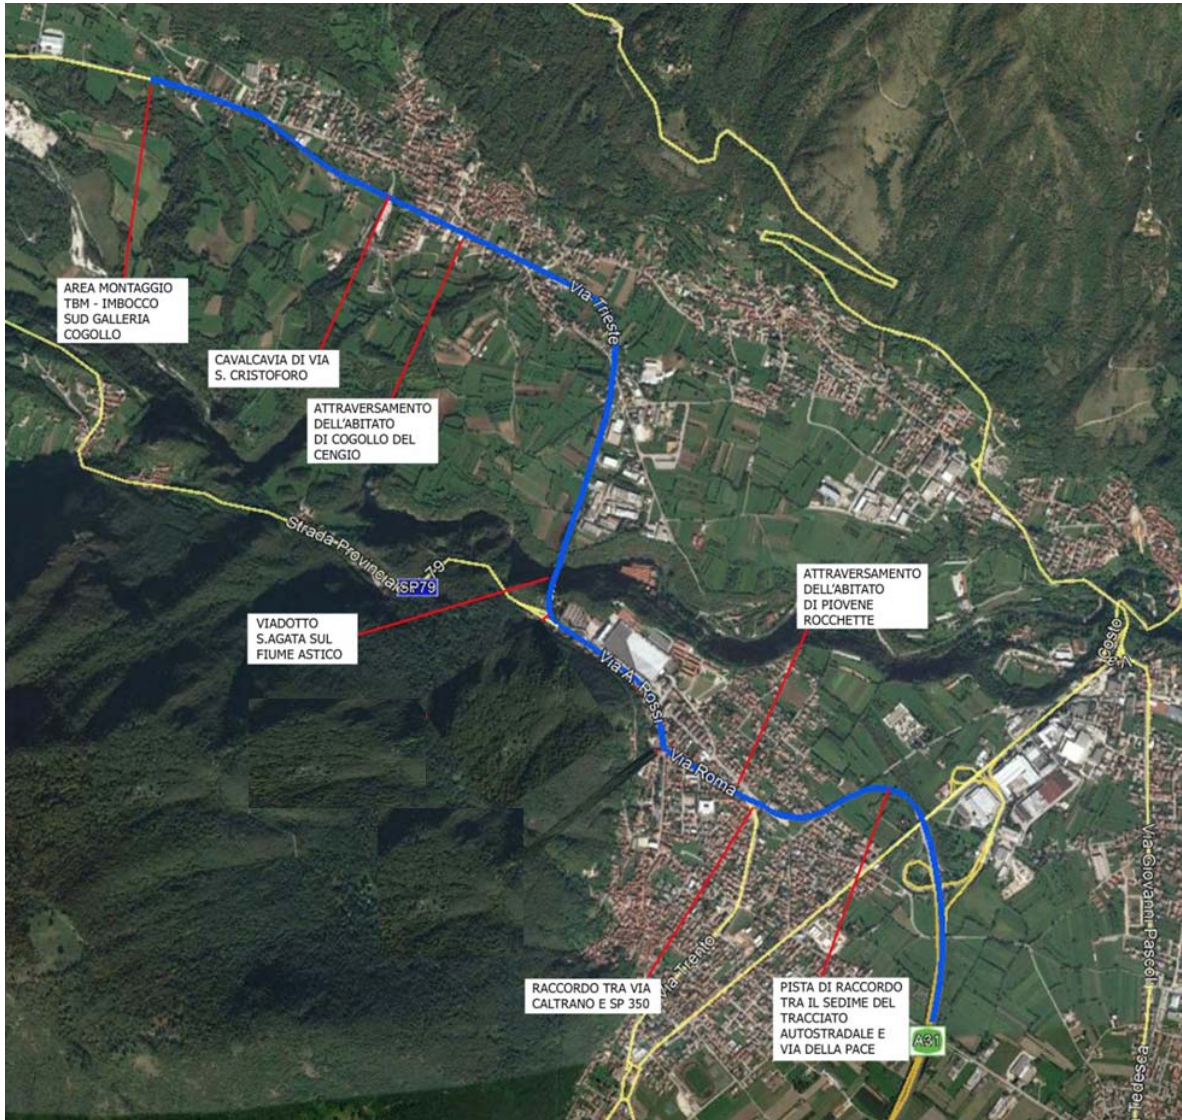 Via Trieste
AREA MONTAGGIO
TBM - IMBOCCO
SUD GALLERIA
COGOLLO
CAVALCAVIA DI VIA
S. CRISTOFORO
ATTRAVERSAMENTO
DELL'ABITATO
DI COGOLLO DEL
CENGIO
Strada Provincial
79
SP79
ATTRAVERSAMENTO
DELL'ABITATO
DI PIOVENE
ROCCHETTE
VIADOTTO
S.AGATA SUL
FIUME ASTICO
Costo
Via A. Rossi
Via Roma
Via Giovanni Pascoli
Via Trento
RACCORDO TRA VIA
CALTRANO E SP 350
PISTA DI RACCORDO
TRA IL SEDIME DEL
TRACCIATO
AUTOSTRADALE E
VIA DELLA PACE
A31
Tedesca